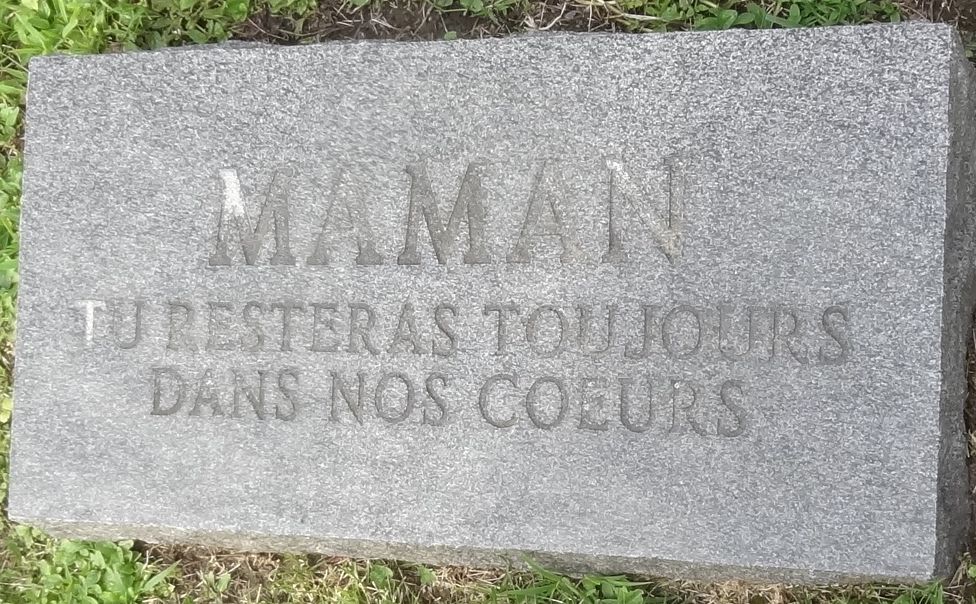 MAMAN
TU RESTERAS TOUJOURS
DANS NOS COEURS